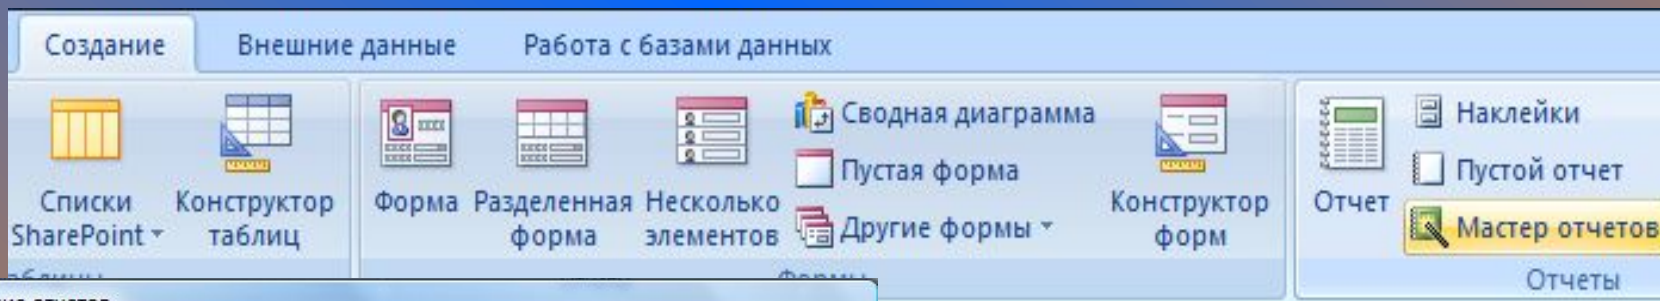 Создание Внешние данные Работа с базами данных
Списки SharePoint
Конструктор таблиц
Форма
Разделенная форма
Несколько элементов
Сводная диаграмма
Пустая форма
Другие формы
Конструктор форм
Отчет
Наклейки
Пустой отчет
Мастер отчетов
Формы
Отчеты